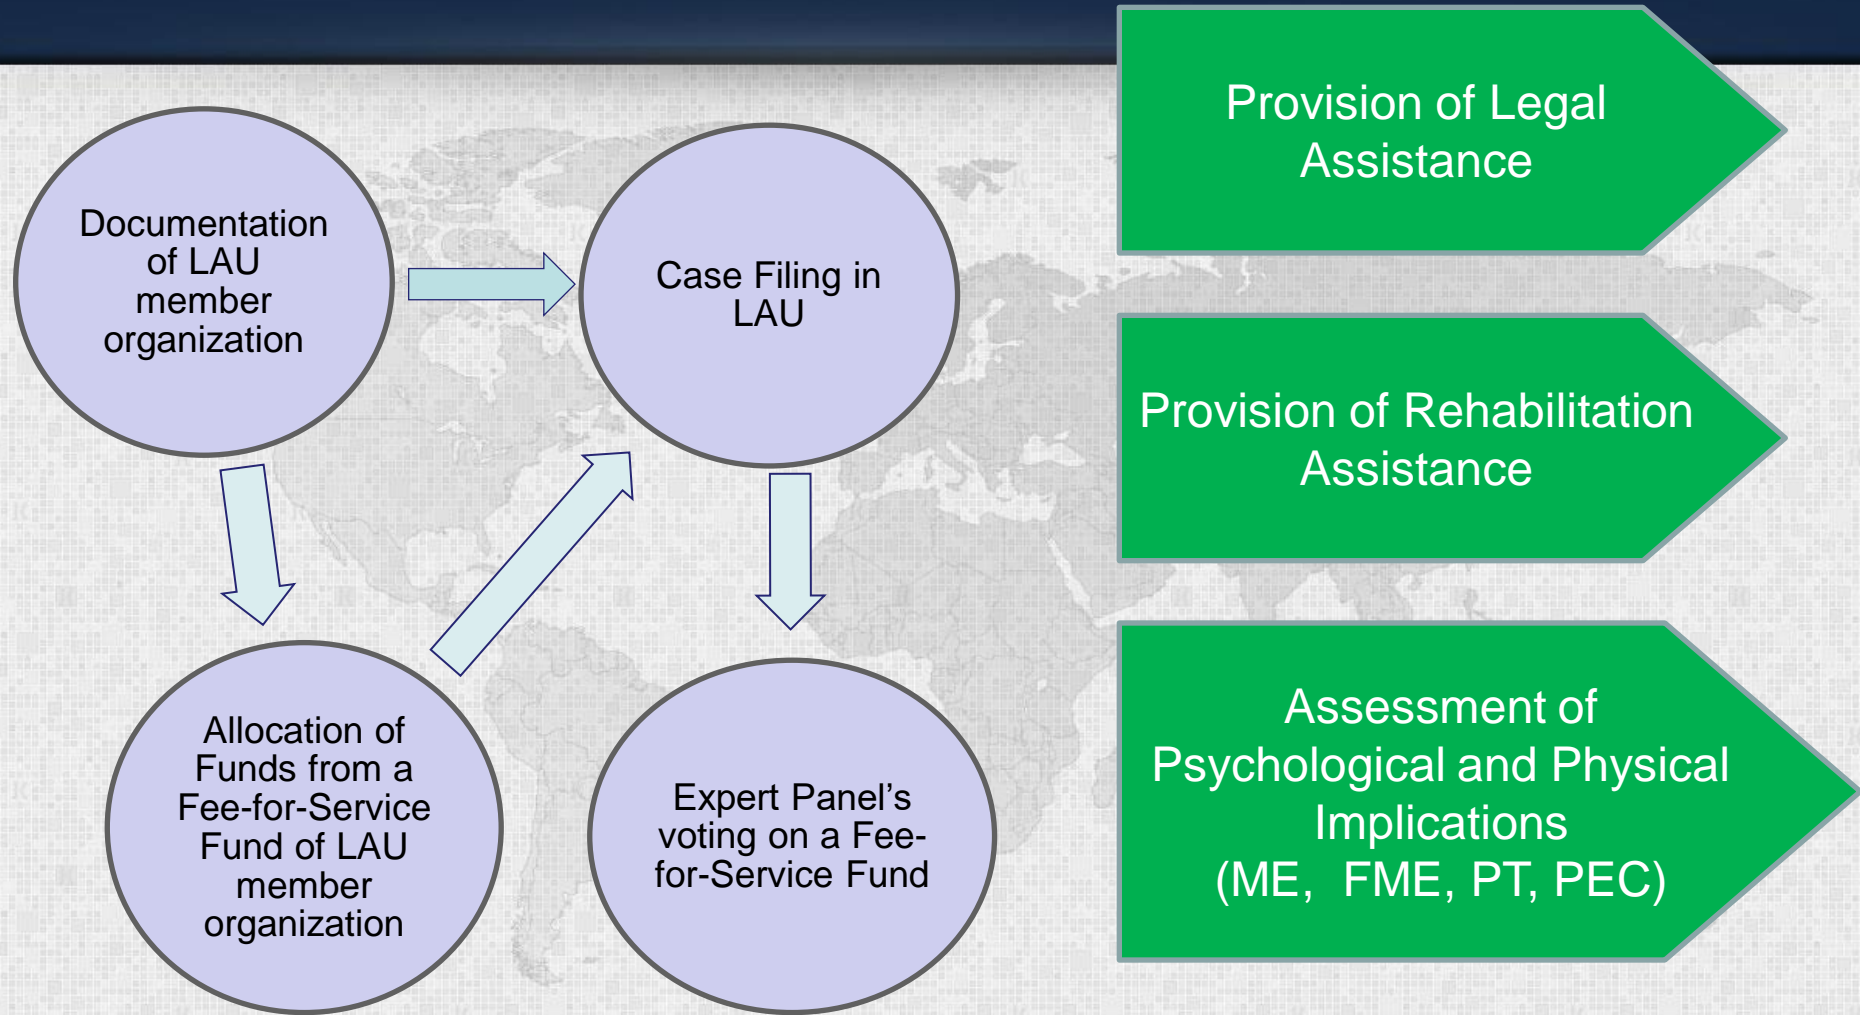 Documentation
of LAU
member
organization
Case Filing in
LAU
Allocation of
Funds from a
Fee-for-Service
Fund of LAU
member
organization
Expert Panel’s
voting on a Fee-
for-Service Fund
Provision of Legal
Assistance
Provision of Rehabilitation
Assistance
Assessment of
Psychological and Physical
Implications
(ME,  FME, PT, PEC)